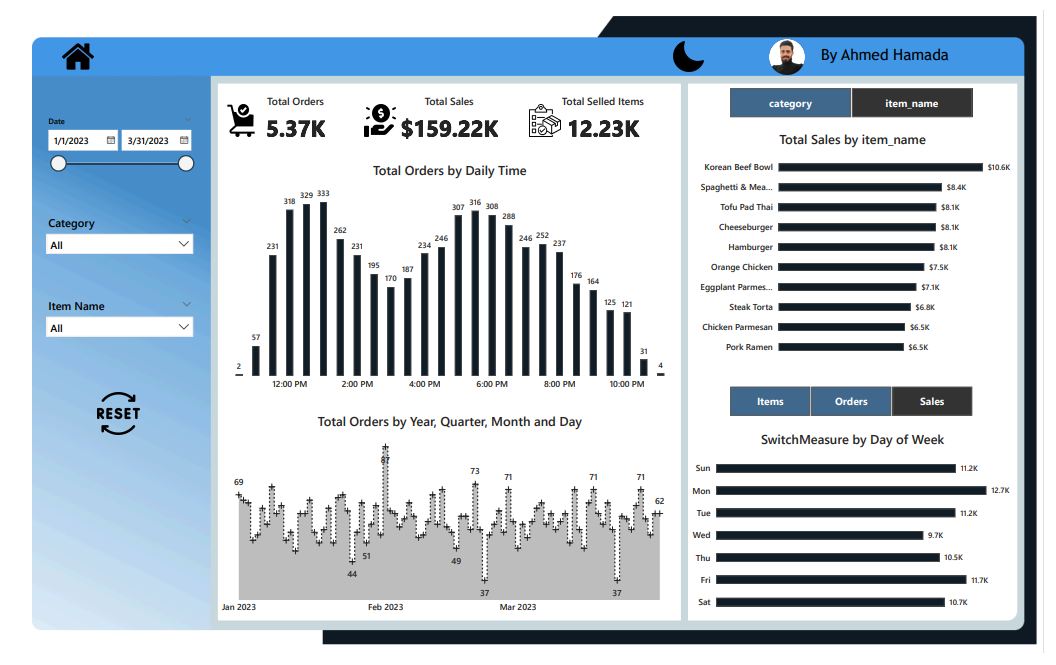 By Ahmed Hamada
Date
1/1/2023
3/31/2023
Category
All
Item Name
All
RESET
Total Orders
5.37K
Total Sales
$159.22K
Total Selled Items
12.23K
Total Orders by Daily Time
2
57
231
318
329
333
262
231
195
170
187
234
246
307
316
308
288
246
252
237
176
164
125
121
31
4
12:00 PM
2:00 PM
4:00 PM
6:00 PM
8:00 PM
10:00 PM
Total Orders by Year, Quarter, Month and Day
69
44
51
87
49
73
37
71
71
37
71
62
Jan 2023
Feb 2023
Mar 2023
category
item_name
Total Sales by item_name
Korean Beef Bowl $10.6K
Spaghetti & Mea... $8.4K
Tofu Pad Thai $8.1K
Cheeseburger $8.1K
Hamburger $8.1K
Orange Chicken $7.5K
Eggplant Parmes... $7.1K
Steak Torta $6.8K
Chicken Parmesan $6.5K
Pork Ramen $6.5K
Items
Orders
Sales
SwitchMeasure by Day of Week
Sun 11.2K
Mon 12.7K
Tue 11.2K
Wed 9.7K
Thu 10.5K
Fri 11.7K
Sat 10.7K